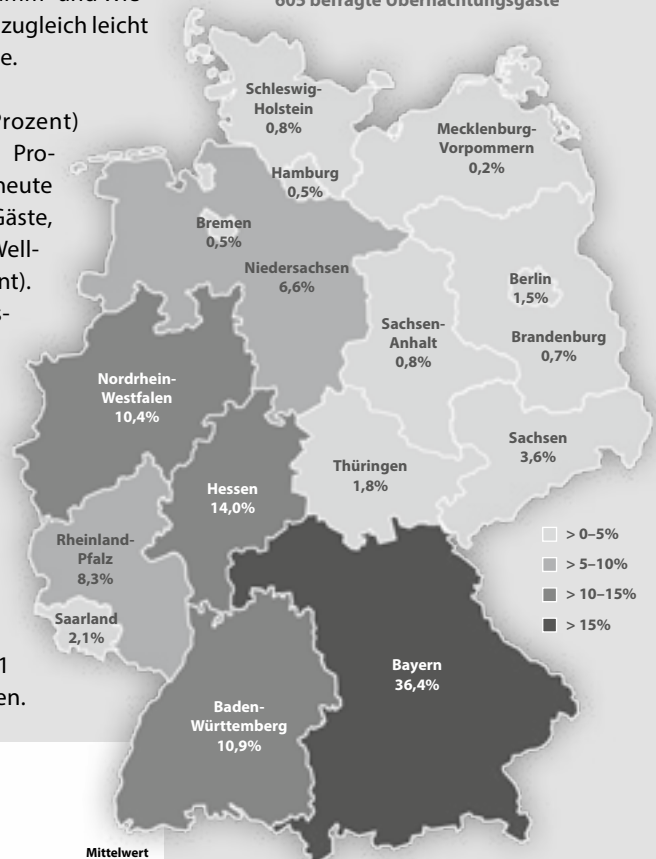 zugleich leicht
e.
Prozent)
Pro-
heute
Gäste,
Well-
nt).
s-
1
en.
605 befragte Übernachtungsgäste
Schleswig-
Holstein
0,8%
Mecklenburg-
Vorpommern
0,2%
Hamburg
0,5%
Bremen
0,5%
Niedersachsen
6,6%
Berlin
1,5%
Sachsen-
Anhalt
0,8%
Brandenburg
0,7%
Nordrhein-
Westfalen
10,4%
Sachsen
3,6%
Thüringen
1,8%
Hessen
14,0%
Rheinland-
Pfalz
8,3%
Saarland
2,1%
> 0–5%
> 5–10%
> 10–15%
> 15%
Bayern
36,4%
Baden-
Württemberg
10,9%
Mittelwert